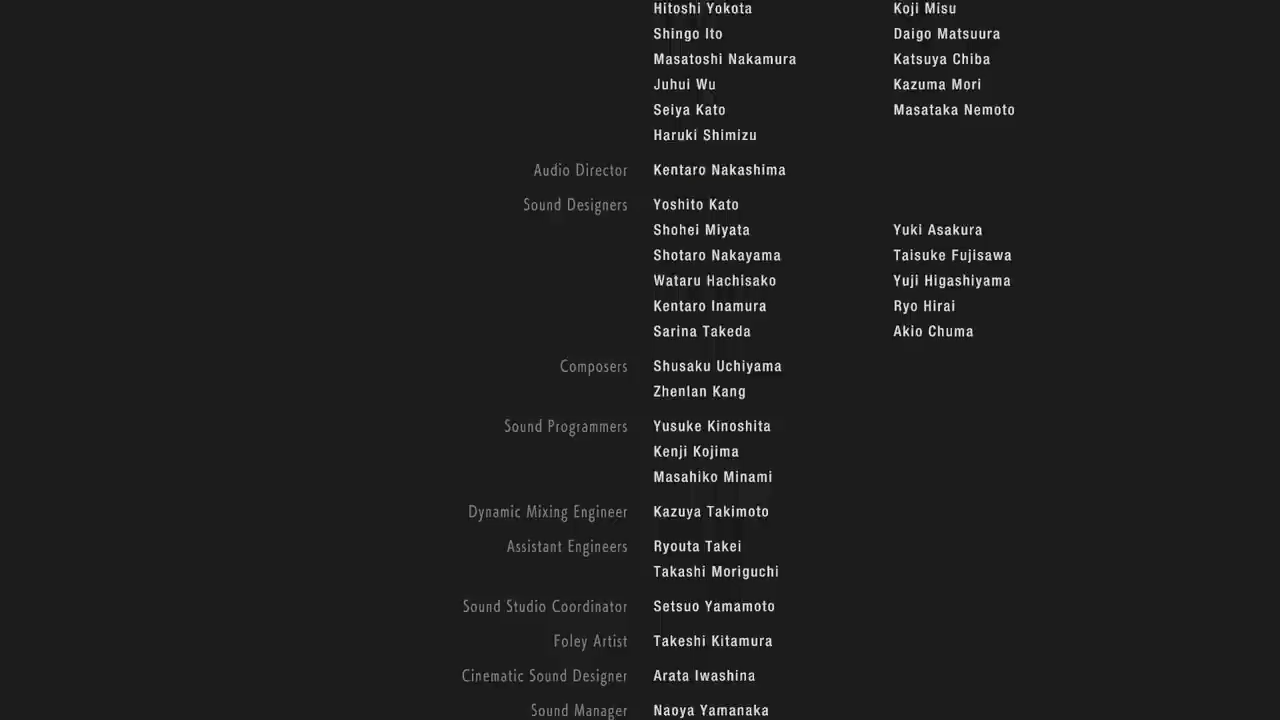 Hitoshi Yokota Koji Misu
Shingo Ito Daigo Matsuura
Masatoshi Nakamura Katsuya Chiba
Juhui Wu Kazuma Mori
Seiya Kato Masataka Nemoto
Haruki Shimizu
Audio Director Kentaro Nakashima
Sound Designers Yoshito Kato
Shohei Miyata Yuki Asakura
Shotaro Nakayama Taisuke Fujisawa
Wataru Hachisako Yuji Higashiyama
Kentaro Inamura Ryo Hirai
Sarina Takeda Akio Chuma
Composers Shusaku Uchiyama
Zhenlan Kang
Sound Programmers Yusuke Kinoshita
Kenji Kojima
Masahiko Minami
Dynamic Mixing Engineer Kazuya Takimoto
Assistant Engineers Ryouta Takei
Takashi Moriguchi
Sound Studio Coordinator Setsuo Yamamoto
Foley Artist Takeshi Kitamura
Cinematic Sound Designer Arata Iwashina
Sound Manager Naoya Yamanaka